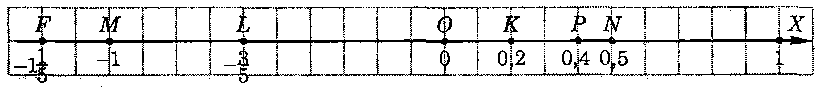 F M L O K P N X
-1 1/5 -1 -3/5 0 0,2 0,4 0,5 1